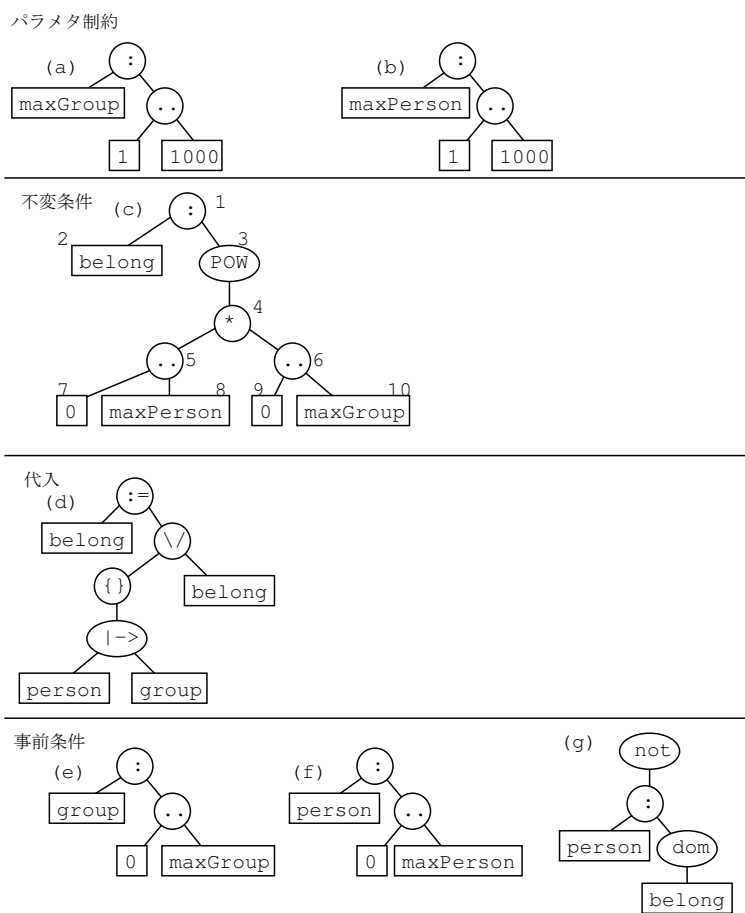 パラメタ制約
(a) : (b) :
maxGroup .. maxPerson ..
1 1000 1 1000
不変条件 (c) : 1
2 3
belong POW
4
*
.. 5 .. 6
7 8 9 10
0 maxPerson 0 maxGroup
代入
(d) :=
belong \/
{} belong
|->
person group
事前条件 (g) not
(e) : (f) :
group person :
.. ..
0 maxGroup 0 maxPerson person dom
belong